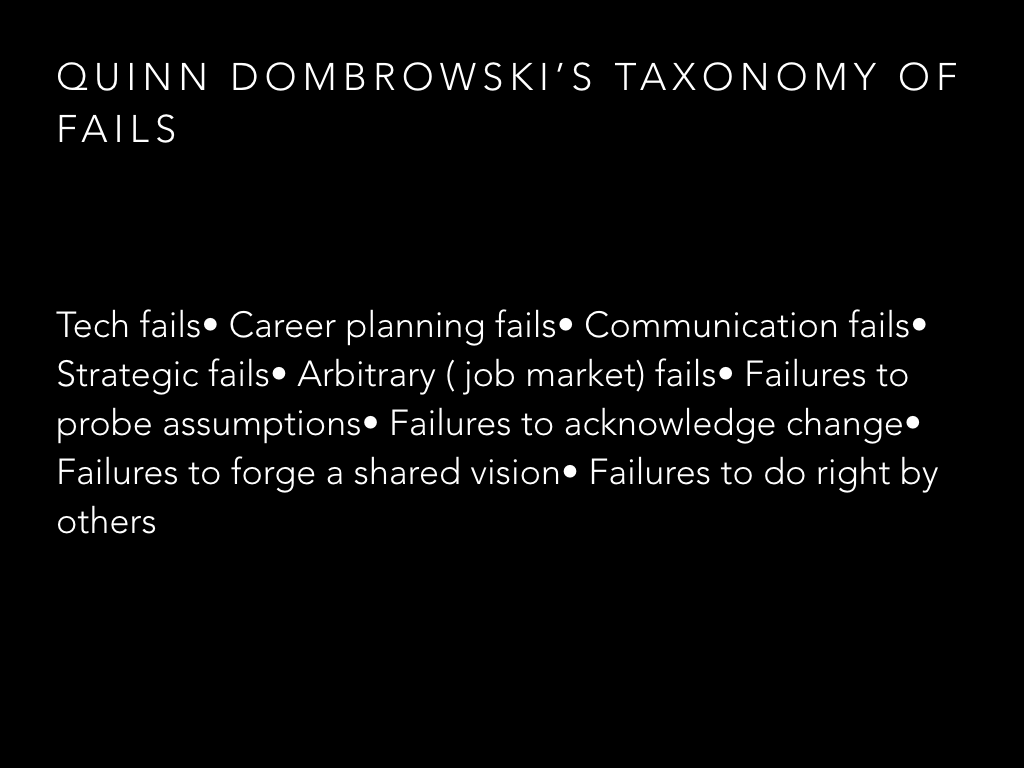 QUINN DOMBROWSKI’S TAXONOMY OF
FAILS
Tech fails• Career planning fails• Communication fails•
Strategic fails• Arbitrary ( job market) fails• Failures to
probe assumptions• Failures to acknowledge change•
Failures to forge a shared vision• Failures to do right by
others